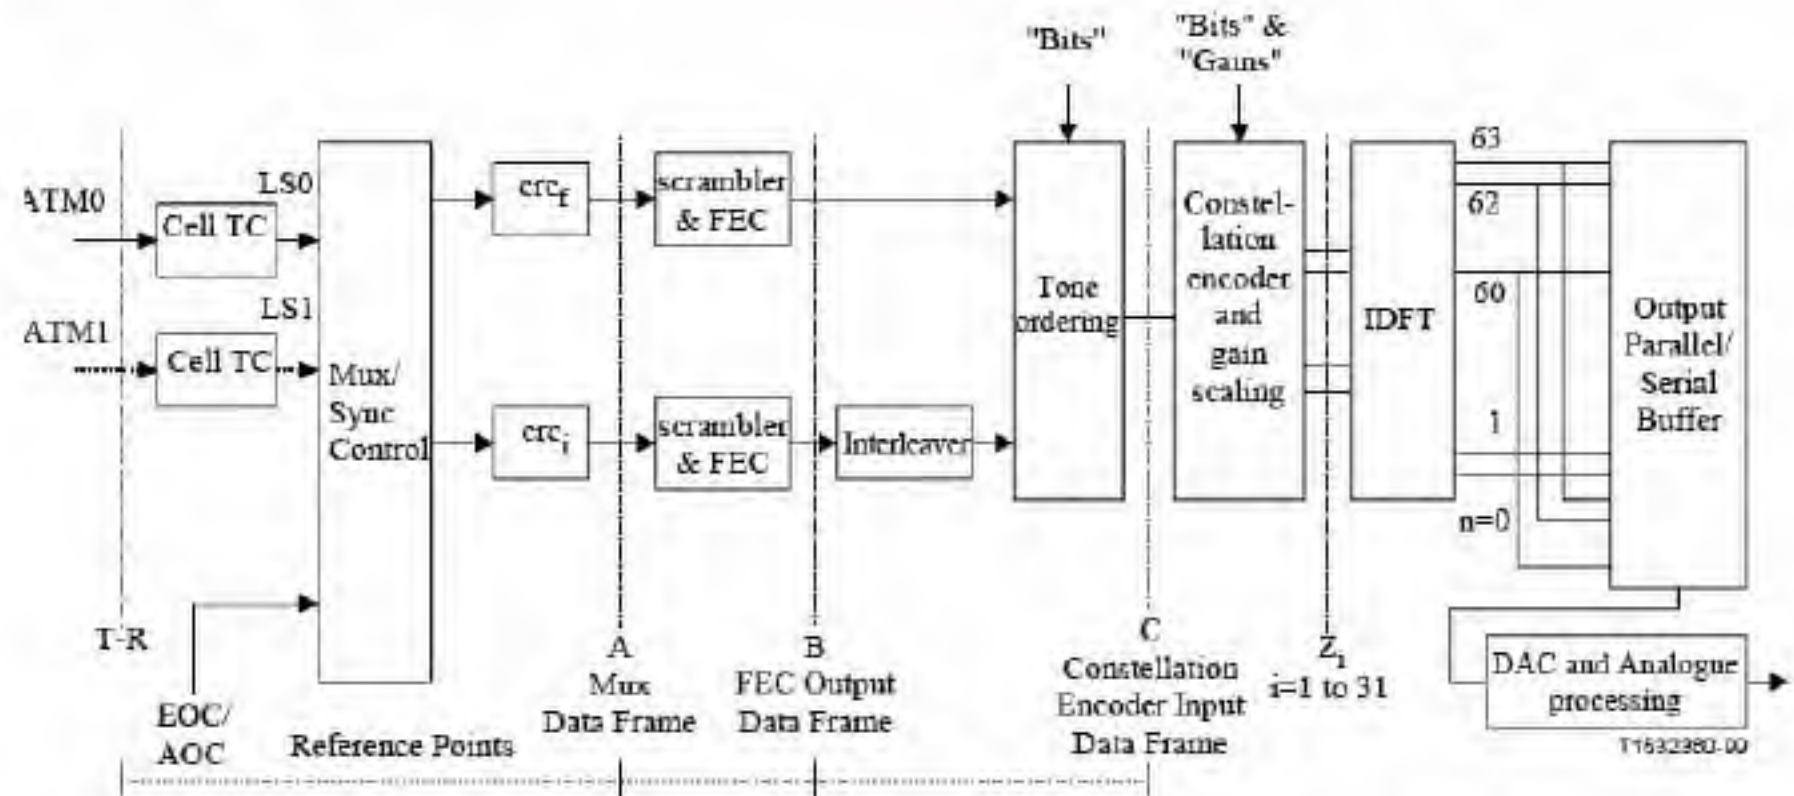 "Bits"
"Bits" &
"Gains"
ATM0
LS0
Cell TC
ATM1
LS1
Cell TC
Mux/
Sync
Control
crcf
crci
scrambler
& FEC
scrambler
& FEC
Interleaver
Tone
ordering
Constel-
lation
encoder
and
gain
scaling
IDFT
63
62
60
1
n=0
Output
Parallel/
Serial
Buffer
T-R
EOC/
AOC
Reference Points
A
Mux
Data Frame
B
FEC Output
Data Frame
C
Constellation
Encoder Input
Data Frame
Zi
i=1 to 31
DAC and Analogue
processing
T1532360-99